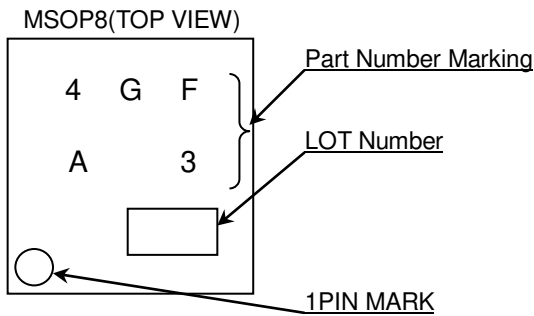 MSOP8(TOP VIEW)
Part Number Marking
4 G F
A 3
LOT Number
1PIN MARK